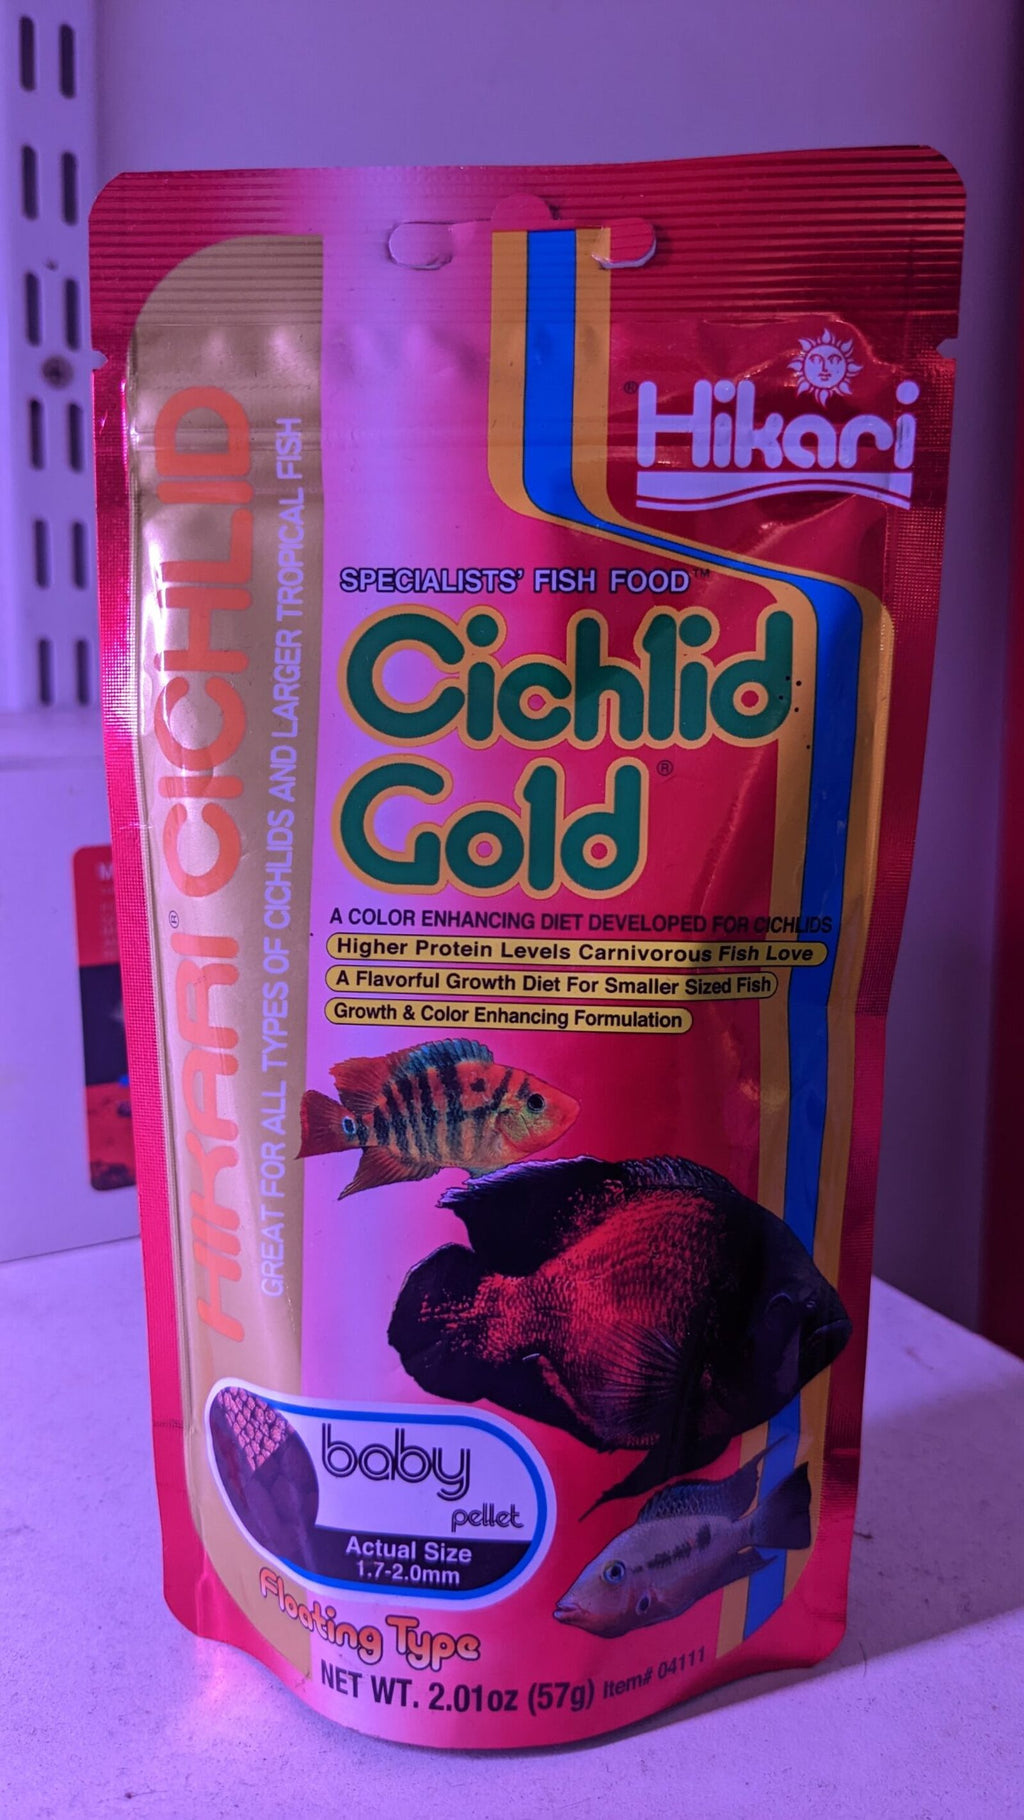 ® Hikari
SPECIALISTS' FISH FOOD™
Cichlid
Gold®
A COLOR ENHANCING DIET DEVELOPED FOR CICHLIDS
Higher Protein Levels Carnivorous Fish Love
A Flavorful Growth Diet For Smaller Sized Fish
Growth & Color Enhancing Formulation
HIKARI® CICHLID
GREAT FOR ALL TYPES OF CICHLIDS AND LARGER TROPICAL FISH
baby
pellet
Actual Size
1.7-2.0mm
Floating Type
NET WT. 2.01oz (57g) Item# 04111